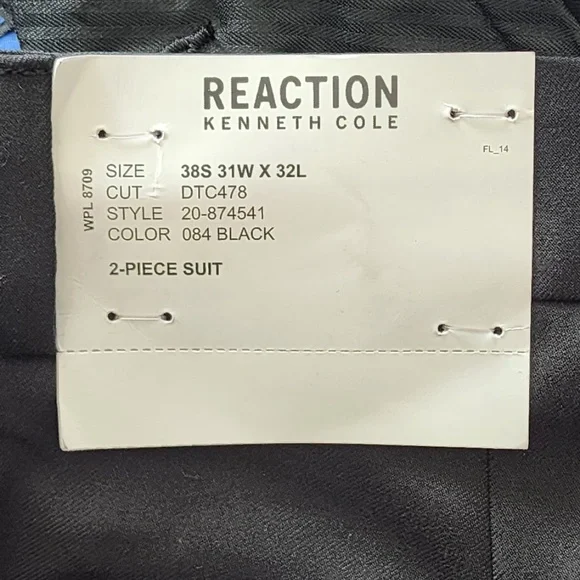 REACTION
KENNETH COLE
FL_14
WPL 8709
SIZE 38S 31W X 32L
CUT DTC478
STYLE 20-874541
COLOR 084 BLACK
2-PIECE SUIT